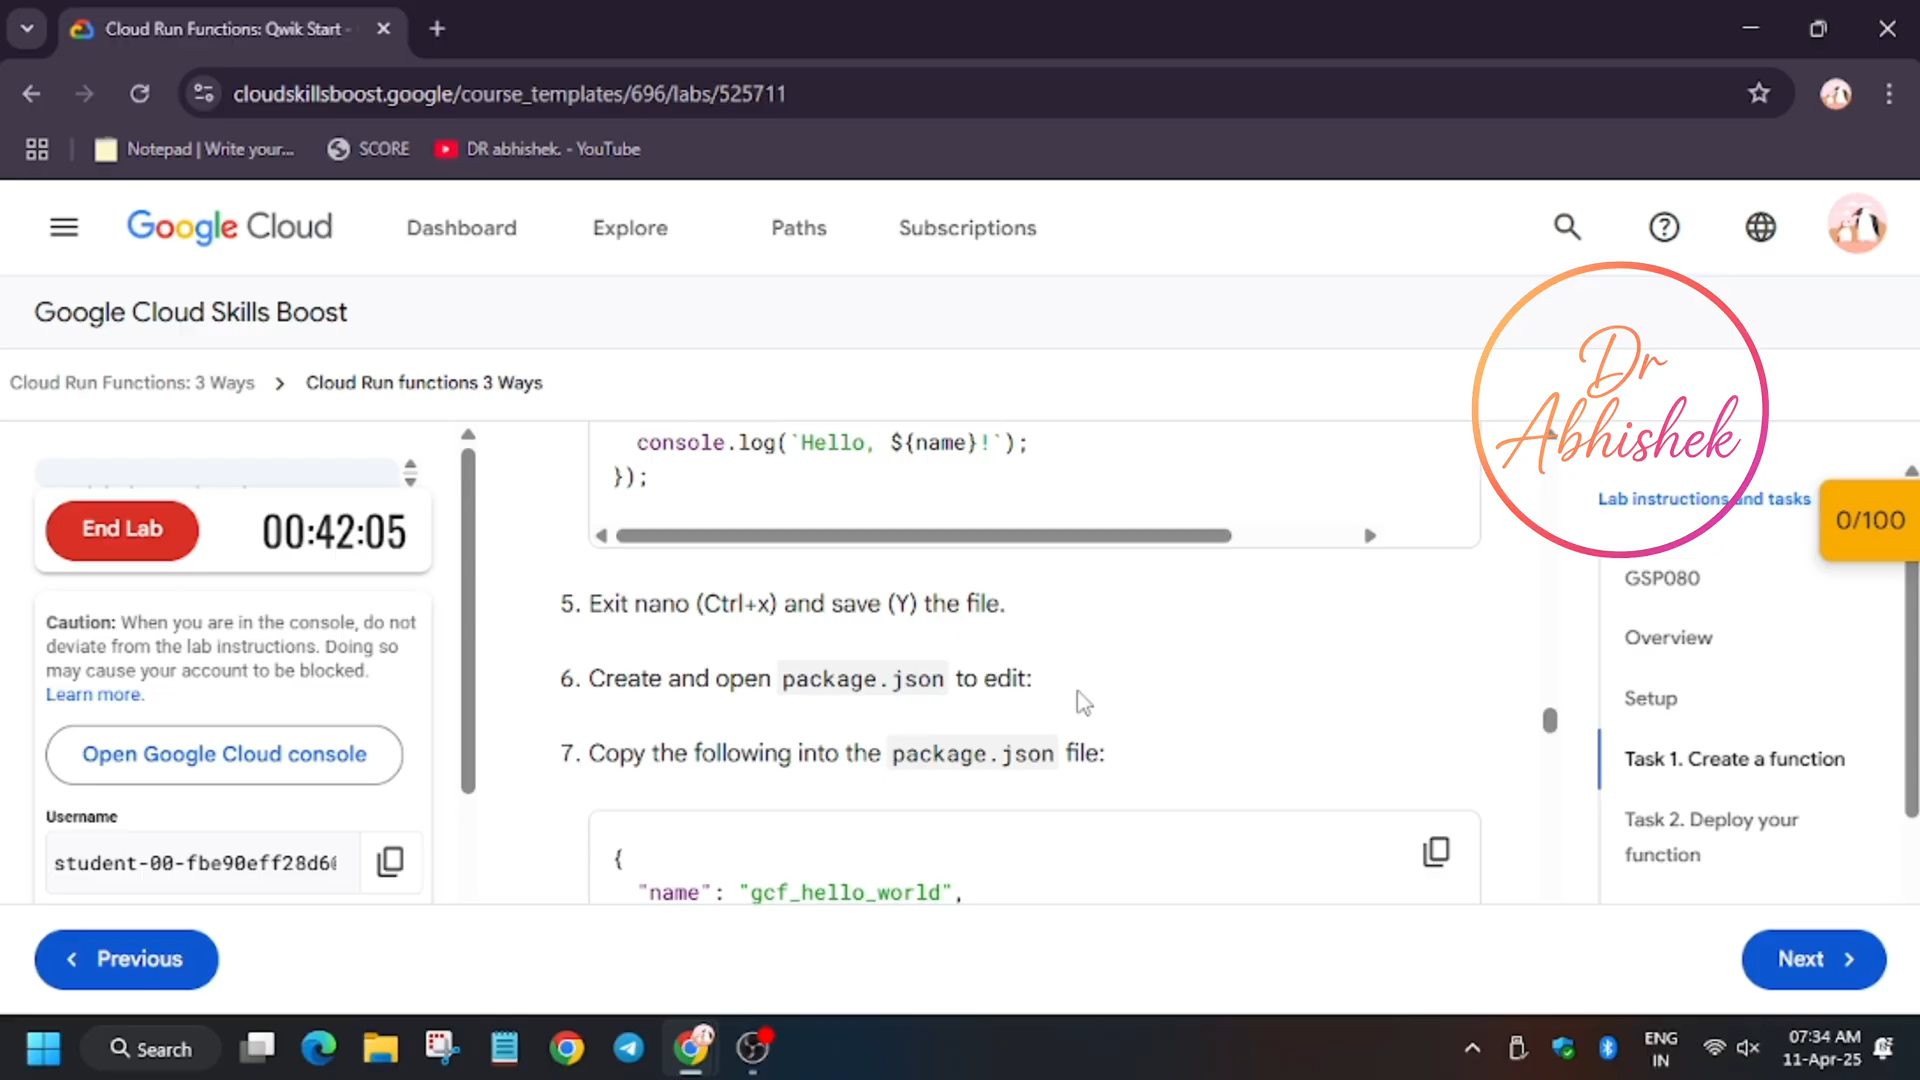 Cloud Run Functions: Qwik Start -
cloudskillsboost.google/course_templates/696/labs/525711
Notepad | Write your...
SCORE
DR abhishek. - YouTube
Google Cloud
Dashboard
Explore
Paths
Subscriptions
Google Cloud Skills Boost
Dr
Abhishek
Cloud Run Functions: 3 Ways > Cloud Run functions 3 Ways
End Lab
00:42:05
Caution: When you are in the console, do not
deviate from the lab instructions. Doing so
may cause your account to be blocked.
Learn more.
Open Google Cloud console
Username
student-00-fbe90eff28d6
console.log(`Hello, ${name}!`);
});
5. Exit nano (Ctrl+x) and save (Y) the file.
6. Create and open package.json to edit:
7. Copy the following into the package.json file:
{
"name": "gcf_hello_world",
Lab instructions and tasks
0/100
GSP080
Overview
Setup
Task 1. Create a function
Task 2. Deploy your
function
Previous
Next
Search
ENG
IN
07:34 AM
11-Apr-25